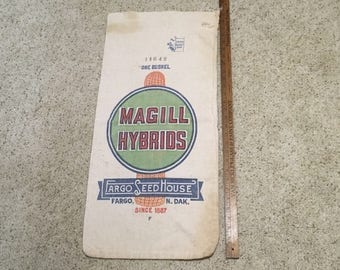 ONE BUSHEL
MAGILL
HYBRIDS
FARGO SEED HOUSE
FARGO, N. DAK.
SINCE 1887
F